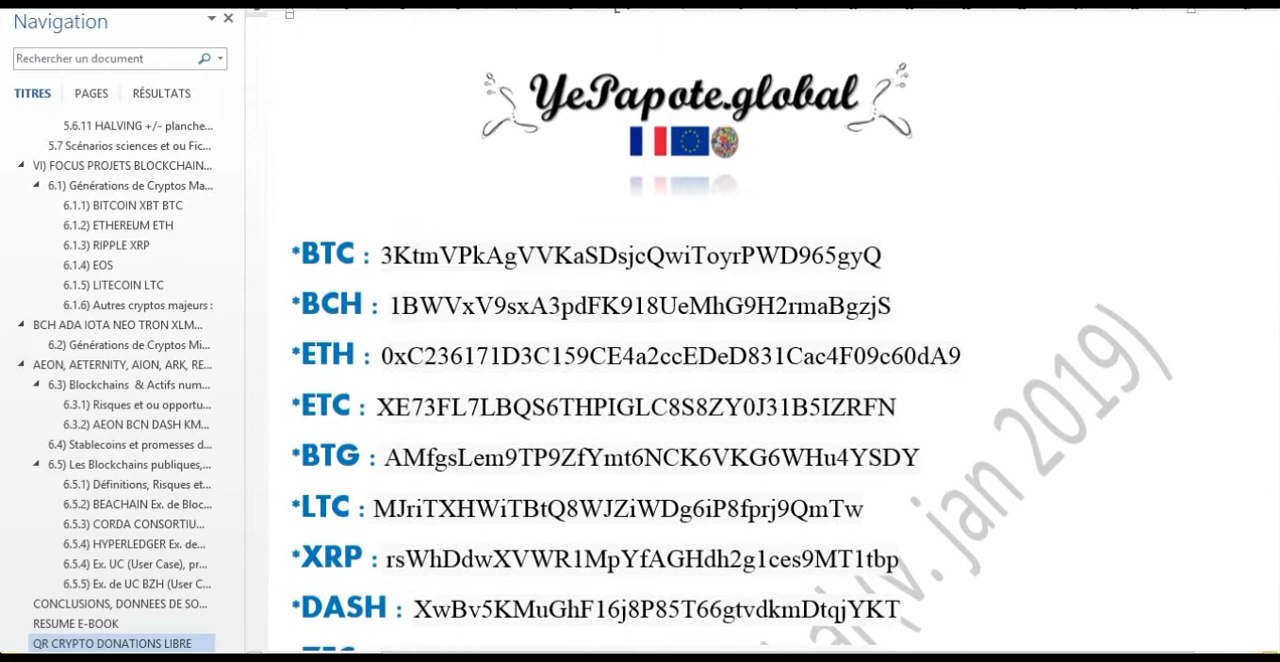 Navigation
Rechercher un document
TITRES PAGES RÉSULTATS
5.6.11 HALVING +/- planche...
5.7 Scénarios sciences et ou Fic...
VI) FOCUS PROJETS BLOCKCHAIN...
6.1) Générations de Cryptos Ma...
6.1.1) BITCOIN XBT BTC
6.1.2) ETHEREUM ETH
6.1.3) RIPPLE XRP
6.1.4) EOS
6.1.5) LITECOIN LTC
6.1.6) Autres cryptos majeurs :
BCH ADA IOTA NEO TRON XLM...
6.2) Générations de Cryptos Mi...
AEON, AETERNITY, AION, ARK, RE...
6.3) Blockchains & Actifs num...
6.3.1) Risques et ou opportu...
6.3.2) AEON BCN DASH KM...
6.4) Stablecoins et promesses d...
6.5) Les Blockchains publiques,...
6.5.1) Définitions, Risques et...
6.5.2) BEACHAIN Ex. de Bloc...
6.5.3) CORDA CONSORTIU...
6.5.4) HYPERLEDGER Ex. de...
6.5.4) Ex. UC (User Case), pr...
6.5.5) Ex. de UC BZH (User C...
CONCLUSIONS, DONNEES DE SO...
RESUME E-BOOK
QR CRYPTO DONATIONS LIBRE
YePapote.global
*BTC : 3KtmVPkAgVVKaSDsjcQwiToyrPWD965gyQ
*BCH : 1BWVxV9sxA3pdFK918UeMhG9H2rmaBgzjS
*ETH : 0xC236171D3C159CE4a2ccEDeD831Cac4F09c60dA9
*ETC : XE73FL7LBQS6THPIGLC8S8ZY0J31B5IZRFN
*BTG : AMfgsLem9TP9ZfYmt6NCK6VKG6WHu4YSDY
*LTC : MJriTXHWiTBtQ8WJZiWDg6iP8fprj9QmTw
*XRP : rsWhDdwXVWR1MpYfAGHdh2g1ces9MT1tbp
*DASH : XwBv5KMuGhF16j8P85T66gtvdkmDtqjYKT
v. jan 2019)